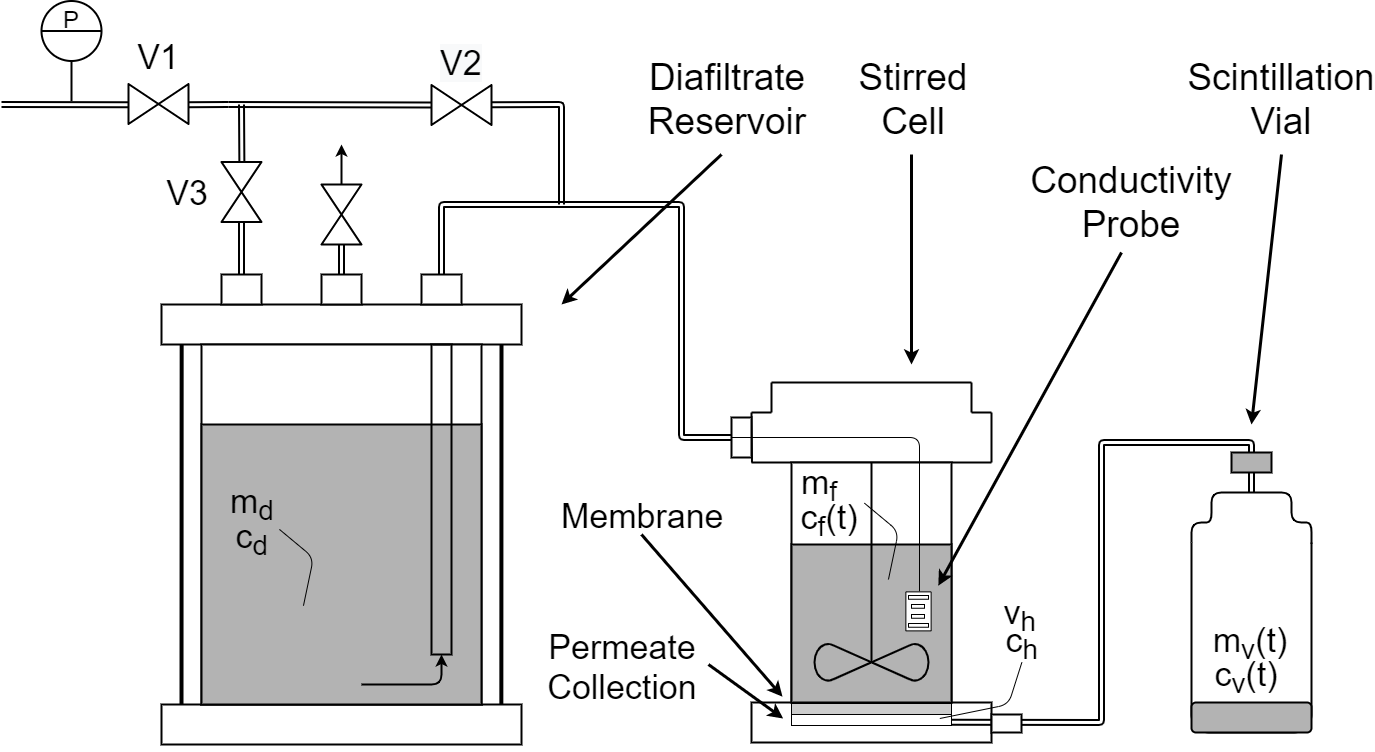 P
V1
V2
V3
Diafiltrate
Reservoir
Stirred
Cell
Scintillation
Vial
Conductivity
Probe
m_d
c_d
m_f
c_f(t)
Membrane
Permeate
Collection
v_h
c_h
m_v(t)
c_v(t)